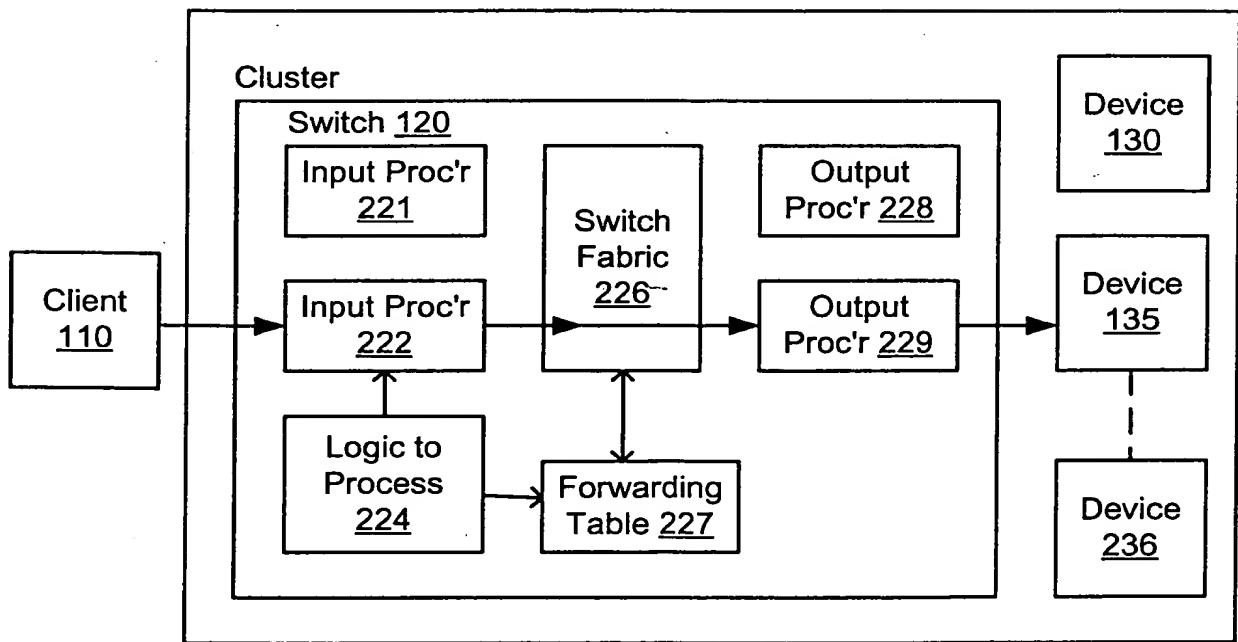 Cluster
Switch 120
Input Proc'r
221
Switch
Fabric
226
Output
Proc'r 228
Device
130
Client
110
Input Proc'r
222
Output
Proc'r 229
Device
135
Logic to
Process
224
Forwarding
Table 227
Device
236